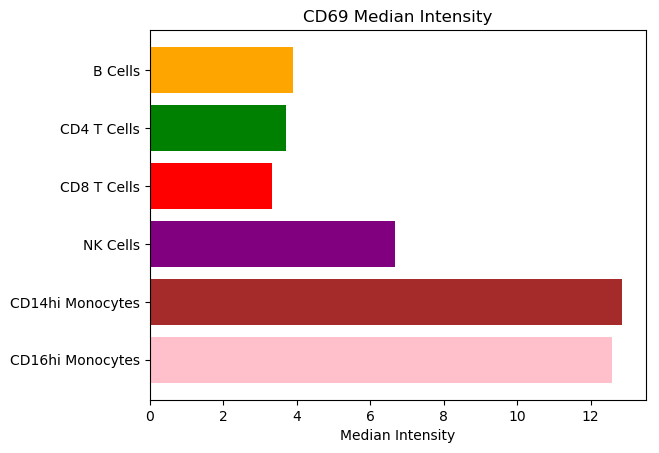 CD69 Median Intensity
B Cells
CD4 T Cells
CD8 T Cells
NK Cells
CD14hi Monocytes
CD16hi Monocytes
0 2 4 6 8 10 12
Median Intensity